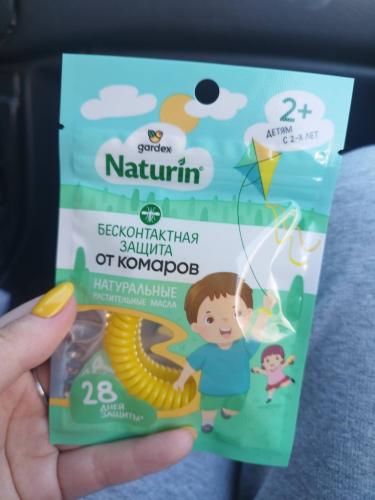 2+
ДЕТЯМ
С 2-Х ЛЕТ
gardex
Naturin
БЕСКОНТАКТНАЯ
ЗАЩИТА
ОТ КОМАРОВ
НАТУРАЛЬНЫЕ
РАСТИТЕЛЬНЫЕ МАСЛА
28
ДНЕЙ
ЗАЩИТЫ*